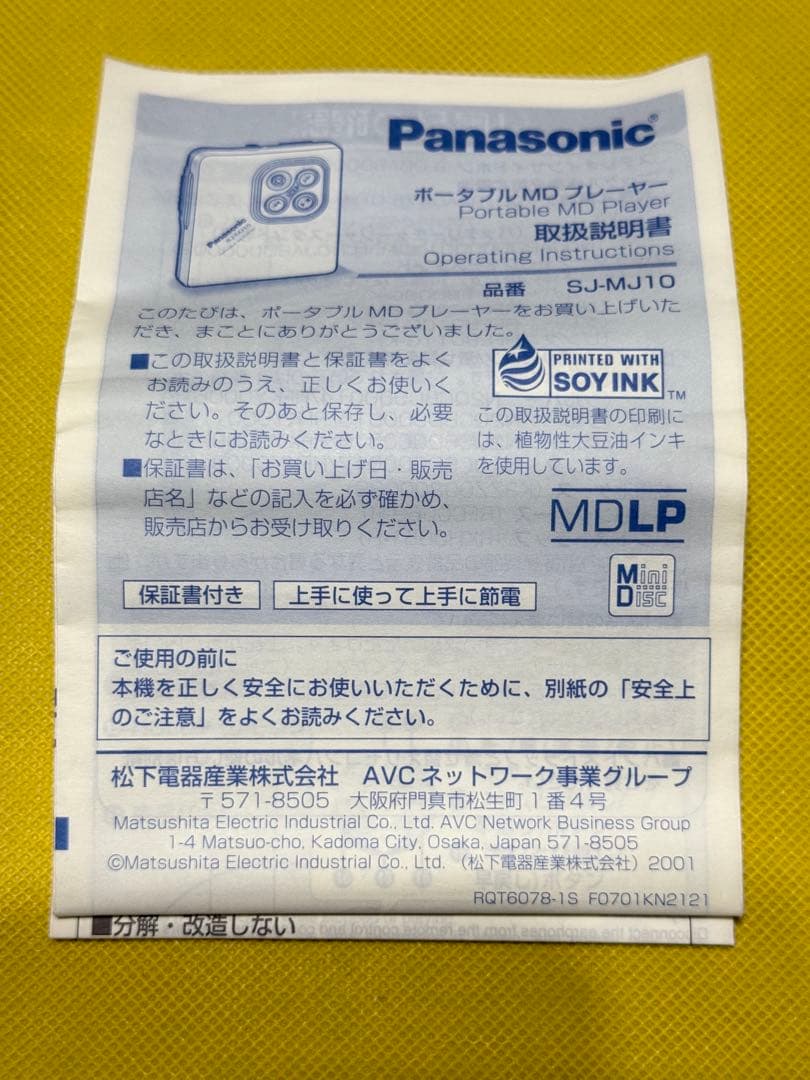 Panasonic®
ポータブルMDプレーヤー
Portable MD Player
取扱説明書
Operating Instructions
品番 SJ-MJ10
Panasonic
このたびは、ポータブルMDプレーヤーをお買い上げいた
だき、まことにありがとうございました。
■この取扱説明書と保証書をよく
お読みのうえ、正しくお使いく
ださい。そのあと保存し、必要
なときにお読みください。
■保証書は、「お買い上げ日・販売
店名」などの記入を必ず確かめ、
販売店からお受け取りください。
PRINTED WITH
SOY INK TM
この取扱説明書の印刷に
は、植物性大豆油インキ
を使用しています。
MDLP
Mini
Disc
保証書付き
上手に使って上手に節電
ご使用の前に
本機を正しく安全にお使いいただくために、別紙の「安全上
のご注意」をよくお読みください。
松下電器産業株式会社 AVCネットワーク事業グループ
〒571-8505 大阪府門真市松生町1番4号
Matsushita Electric Industrial Co., Ltd. AVC Network Business Group
1-4 Matsuo-cho, Kadoma City, Osaka, Japan 571-8505
©Matsushita Electric Industrial Co., Ltd.（松下電器産業株式会社）2001
RQT6078-1S F0701KN2121
■分解・改造しない